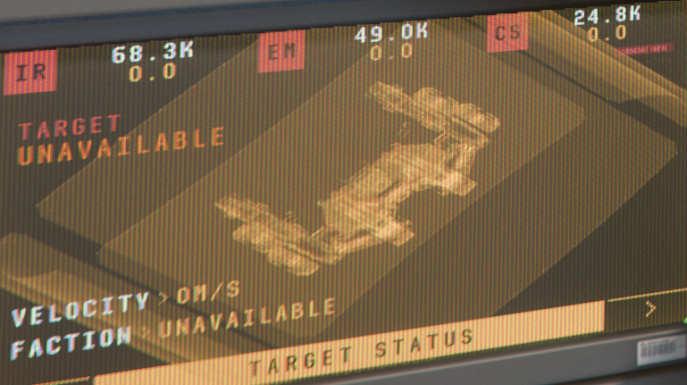 IR
68.3K
0.0
EM
49.0K
0.0
CS
24.8K
0.0
TARGET
UNAVAILABLE
VELOCITY > 0M/S
FACTION > UNAVAILABLE
TARGET STATUS >